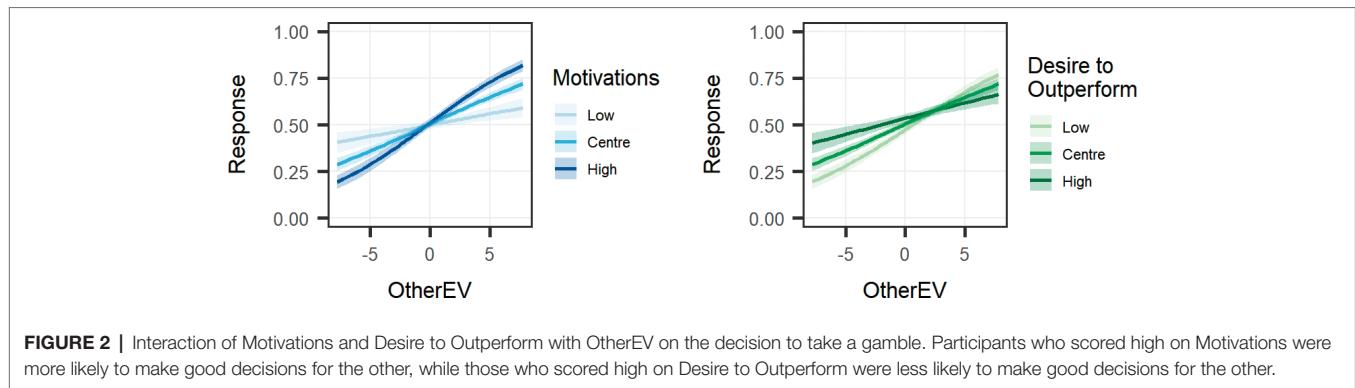 1.00
0.75
0.50
0.25
0.00
Response
-5 0 5
OtherEV
Motivations
Low
Centre
High
1.00
0.75
0.50
0.25
0.00
Response
-5 0 5
OtherEV
Desire to
Outperform
Low
Centre
High
FIGURE 2 | Interaction of Motivations and Desire to Outperform with OtherEV on the decision to take a gamble. Participants who scored high on Motivations were
more likely to make good decisions for the other, while those who scored high on Desire to Outperform were less likely to make good decisions for the other.